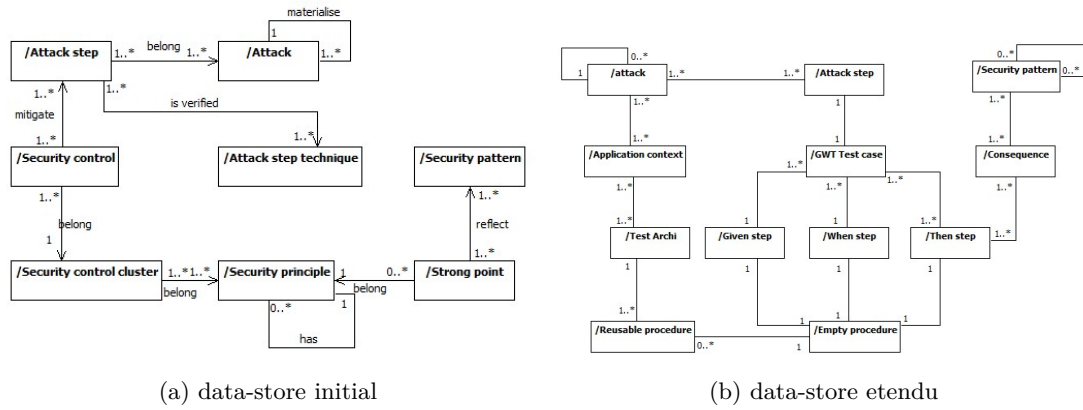 materialise
1
/Attack step
1..*
belong
1..*
/Attack
1..*
1..*
1..*
is verified
mitigate
1..*
1..*
/Security control
/Attack step technique
/Security pattern
1..*
1..*
belong
reflect
1
1..*
/Security control cluster
1..*
1..*
/Security principle
1
0..*
/Strong point
belong
belong
0..*
1
has
(a) data-store initial
0..*
1
/attack
1..*
1..*
/Attack step
0..*
/Security pattern
0..*
1..*
1
1..*
1..*
1
1..*
/Application context
/GWT Test case
/Consequence
1..*
1..*
1..*
1..*
1..*
1..*
1
1
1..*
1..*
/Test Archi
/Given step
/When step
/Then step
1
1
1
1
1..*
1
1
1
/Reusable procedure
/Empty procedure
0..*
1
(b) data-store etendu